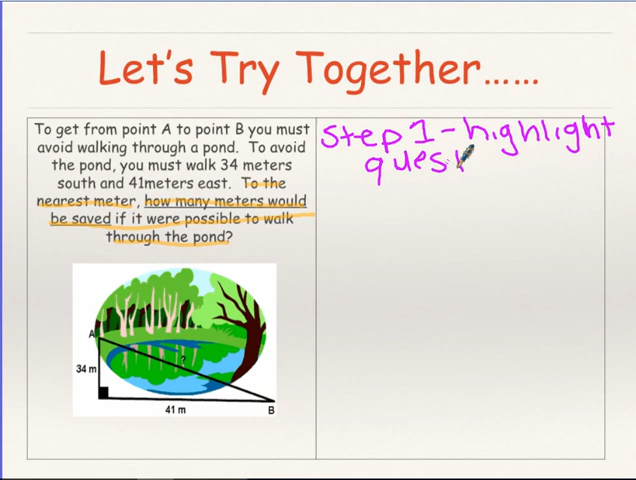 Let's Try Together......
To get from point A to point B you must
avoid walking through a pond. To avoid
the pond, you must walk 34 meters
south and 41meters east. To the
nearest meter, how many meters would
be saved if it were possible to walk
through the pond?
A
?
34 m
41 m
B
Step 1 - highlight
quest